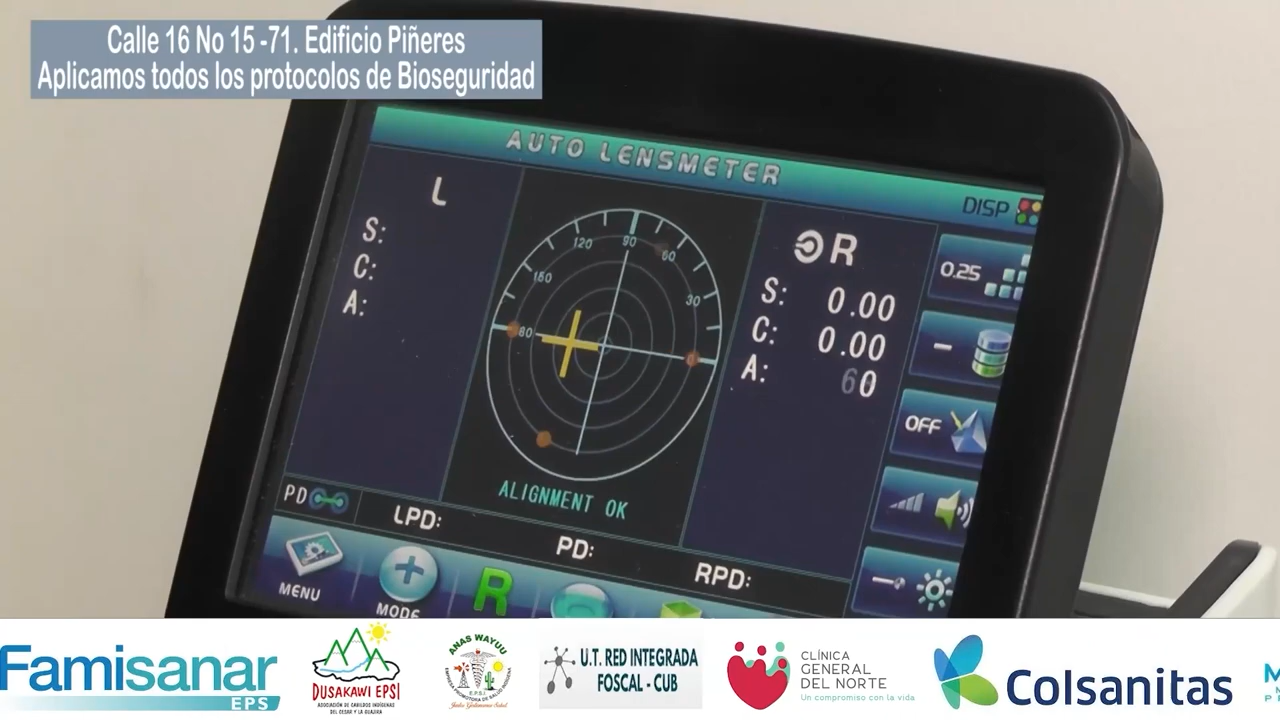 Calle 16 No 15 -71. Edificio Piñeres
Aplicamos todos los protocolos de Bioseguridad
AUTO LENSMETER
DISP
L
S:
C:
A:
120
90
60
150
30
80
0
ALIGNMENT OK
R
S: 0.00
C: 0.00
A: 60
0.25
OFF
PD
LPD:
PD:
RPD:
MENU
MODE
R
Famisanar
EPS
DUSAKAWI EPSI
ASOCIACIÓN DE CABILDOS INDÍGENAS
DEL CESAR Y LA GUAJIRA
ANAS WAYUU
E.P.S.I.
U.T. RED INTEGRADA
FOSCAL - CUB
CLÍNICA
GENERAL
DEL NORTE
Un compromiso con la vida
Colsanitas